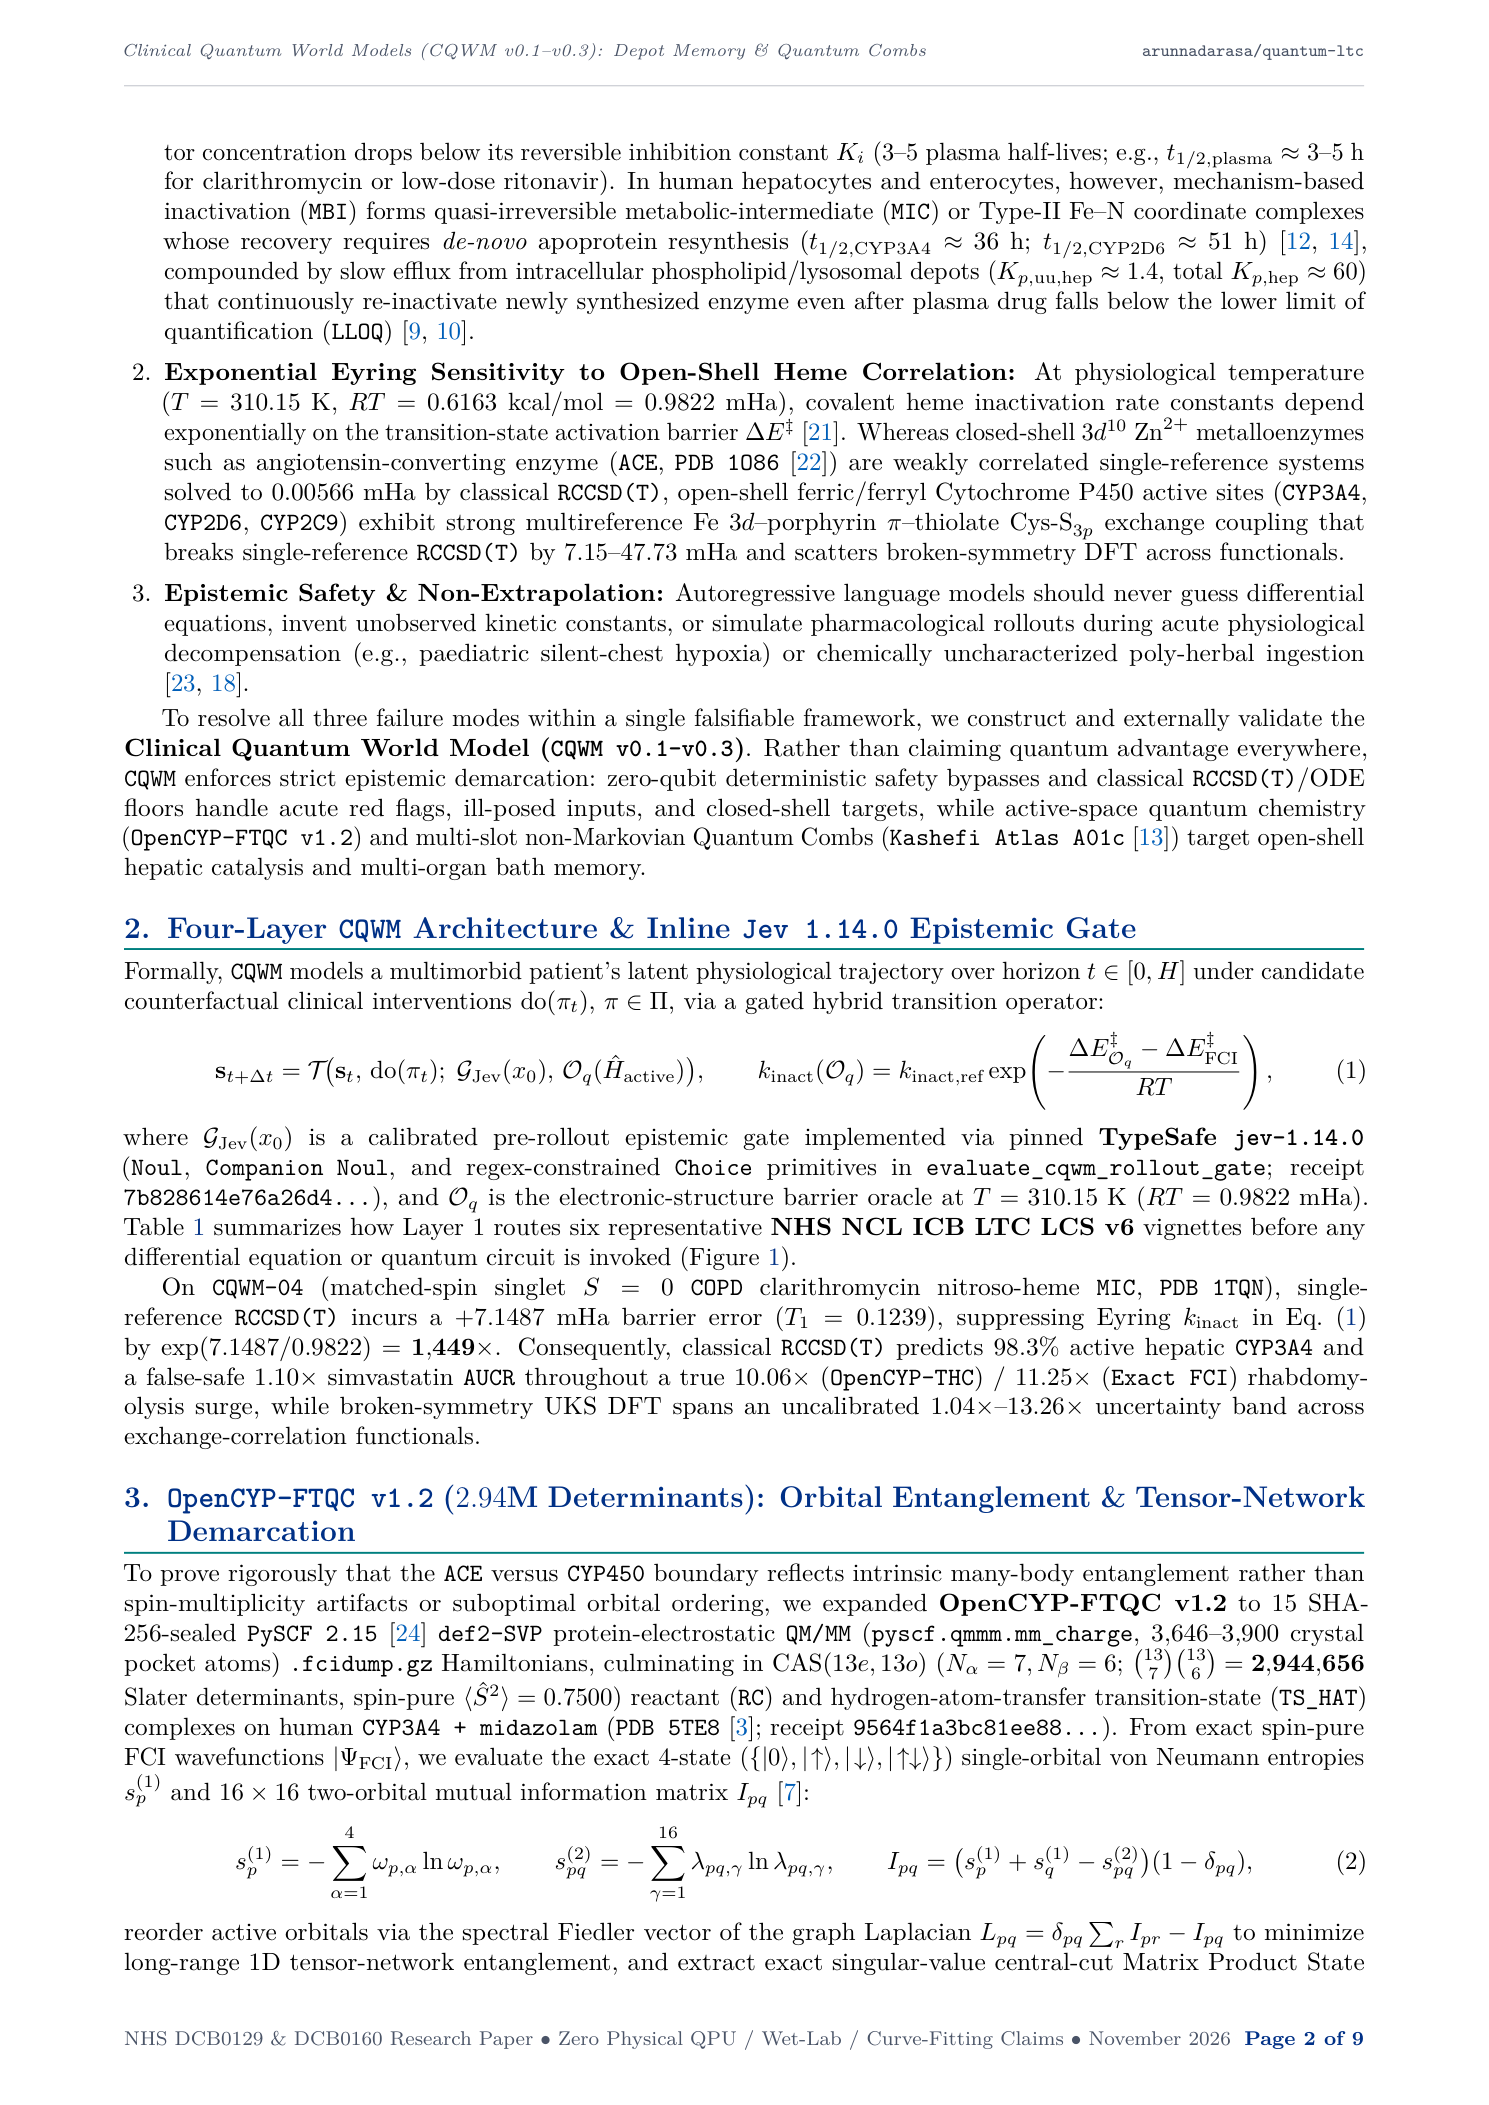 Clinical Quantum World Models (CQWM v0.1–v0.3): Depot Memory & Quantum Combs arunnadarasa/quantum-ltc
tor concentration drops below its reversible inhibition constant K_i (3–5 plasma half-lives; e.g., t_{1/2,plasma} ≈ 3–5 h
for clarithromycin or low-dose ritonavir). In human hepatocytes and enterocytes, however, mechanism-based
inactivation (MBI) forms quasi-irreversible metabolic-intermediate (MIC) or Type-II Fe–N coordinate complexes
whose recovery requires de-novo apoprotein resynthesis (t_{1/2,CYP3A4} ≈ 36 h; t_{1/2,CYP2D6} ≈ 51 h) [12, 14],
compounded by slow efflux from intracellular phospholipid/lysosomal depots (K_{p,uu,hep} ≈ 1.4, total K_{p,hep} ≈ 60)
that continuously re-inactivate newly synthesized enzyme even after plasma drug falls below the lower limit of
quantification (LLOQ) [9, 10].
2. Exponential Eyring Sensitivity to Open-Shell Heme Correlation: At physiological temperature
(T = 310.15 K, RT = 0.6163 kcal/mol = 0.9822 mHa), covalent heme inactivation rate constants depend
exponentially on the transition-state activation barrier ΔE^‡ [21]. Whereas closed-shell 3d^{10} Zn^{2+} metalloenzymes
such as angiotensin-converting enzyme (ACE, PDB 1O86 [22]) are weakly correlated single-reference systems
solved to 0.00566 mHa by classical RCCSD(T), open-shell ferric/ferryl Cytochrome P450 active sites (CYP3A4,
CYP2D6, CYP2C9) exhibit strong multireference Fe 3d–porphyrin π–thiolate Cys-S_{3p} exchange coupling that
breaks single-reference RCCSD(T) by 7.15–47.73 mHa and scatters broken-symmetry DFT across functionals.
3. Epistemic Safety & Non-Extrapolation: Autoregressive language models should never guess differential
equations, invent unobserved kinetic constants, or simulate pharmacological rollouts during acute physiological
decompensation (e.g., paediatric silent-chest hypoxia) or chemically uncharacterized poly-herbal ingestion
[23, 18].
To resolve all three failure modes within a single falsifiable framework, we construct and externally validate the
Clinical Quantum World Model (CQWM v0.1–v0.3). Rather than claiming quantum advantage everywhere,
CQWM enforces strict epistemic demarcation: zero-qubit deterministic safety bypasses and classical RCCSD(T)/ODE
floors handle acute red flags, ill-posed inputs, and closed-shell targets, while active-space quantum chemistry
(OpenCYP-FTQC v1.2) and multi-slot non-Markovian Quantum Combs (Kashefi Atlas A01c [13]) target open-shell
hepatic catalysis and multi-organ bath memory.
2. Four-Layer CQWM Architecture & Inline Jev 1.14.0 Epistemic Gate
Formally, CQWM models a multimorbid patient's latent physiological trajectory over horizon t ∈ [0, H] under candidate
counterfactual clinical interventions do(π_t), π ∈ Π, via a gated hybrid transition operator:
s_{t+Δt} = 𝒯(s_t, do(π_t); 𝒢_{Jev}(x_0), 𝒪_q(Ĥ_{active})), k_{inact}(𝒪_q) = k_{inact,ref} exp(−(ΔE^‡_{𝒪_q} − ΔE^‡_{FCI})/RT), (1)
where 𝒢_{Jev}(x_0) is a calibrated pre-rollout epistemic gate implemented via pinned TypeSafe jev-1.14.0
(Noul, Companion Noul, and regex-constrained Choice primitives in evaluate_cqwm_rollout_gate; receipt
7b828614e76a26d4...), and 𝒪_q is the electronic-structure barrier oracle at T = 310.15 K (RT = 0.9822 mHa).
Table 1 summarizes how Layer 1 routes six representative NHS NCL ICB LTC LCS v6 vignettes before any
differential equation or quantum circuit is invoked (Figure 1).
On CQWM-04 (matched-spin singlet S = 0 COPD clarithromycin nitroso-heme MIC, PDB 1TQN), single-
reference RCCSD(T) incurs a +7.1487 mHa barrier error (T_1 = 0.1239), suppressing Eyring k_{inact} in Eq. (1)
by exp(7.1487/0.9822) = 1,449×. Consequently, classical RCCSD(T) predicts 98.3% active hepatic CYP3A4 and
a false-safe 1.10× simvastatin AUCR throughout a true 10.06× (OpenCYP-THC) / 11.25× (Exact FCI) rhabdomy-
olysis surge, while broken-symmetry UKS DFT spans an uncalibrated 1.04×–13.26× uncertainty band across
exchange-correlation functionals.
3. OpenCYP-FTQC v1.2 (2.94M Determinants): Orbital Entanglement & Tensor-Network
Demarcation
To prove rigorously that the ACE versus CYP450 boundary reflects intrinsic many-body entanglement rather than
spin-multiplicity artifacts or suboptimal orbital ordering, we expanded OpenCYP-FTQC v1.2 to 15 SHA-
256-sealed PySCF 2.15 [24] def2-SVP protein-electrostatic QM/MM (pyscf.qmmm.mm_charge, 3,646–3,900 crystal
pocket atoms) .fcidump.gz Hamiltonians, culminating in CAS(13e, 13o) (N_α = 7, N_β = 6; \binom{13}{7}\binom{13}{6} = 2,944,656
Slater determinants, spin-pure ⟨Ŝ²⟩ = 0.7500) reactant (RC) and hydrogen-atom-transfer transition-state (TS_HAT)
complexes on human CYP3A4 + midazolam (PDB 5TE8 [3]; receipt 9564f1a3bc81ee88...). From exact spin-pure
FCI wavefunctions |Ψ_{FCI}⟩, we evaluate the exact 4-state ({|0⟩, |↑⟩, |↓⟩, |↑↓⟩}) single-orbital von Neumann entropies
s_p^{(1)} and 16 × 16 two-orbital mutual information matrix I_{pq} [7]:
s_p^{(1)} = −∑_{α=1}^{4} ω_{p,α} ln ω_{p,α}, s_{pq}^{(2)} = −∑_{γ=1}^{16} λ_{pq,γ} ln λ_{pq,γ}, I_{pq} = (s_p^{(1)} + s_q^{(1)} − s_{pq}^{(2)})(1 − δ_{pq}), (2)
reorder active orbitals via the spectral Fiedler vector of the graph Laplacian L_{pq} = δ_{pq} ∑_r I_{pr} − I_{pq} to minimize
long-range 1D tensor-network entanglement, and extract exact singular-value central-cut Matrix Product State
NHS DCB0129 & DCB0160 Research Paper • Zero Physical QPU / Wet-Lab / Curve-Fitting Claims • November 2026 Page 2 of 9